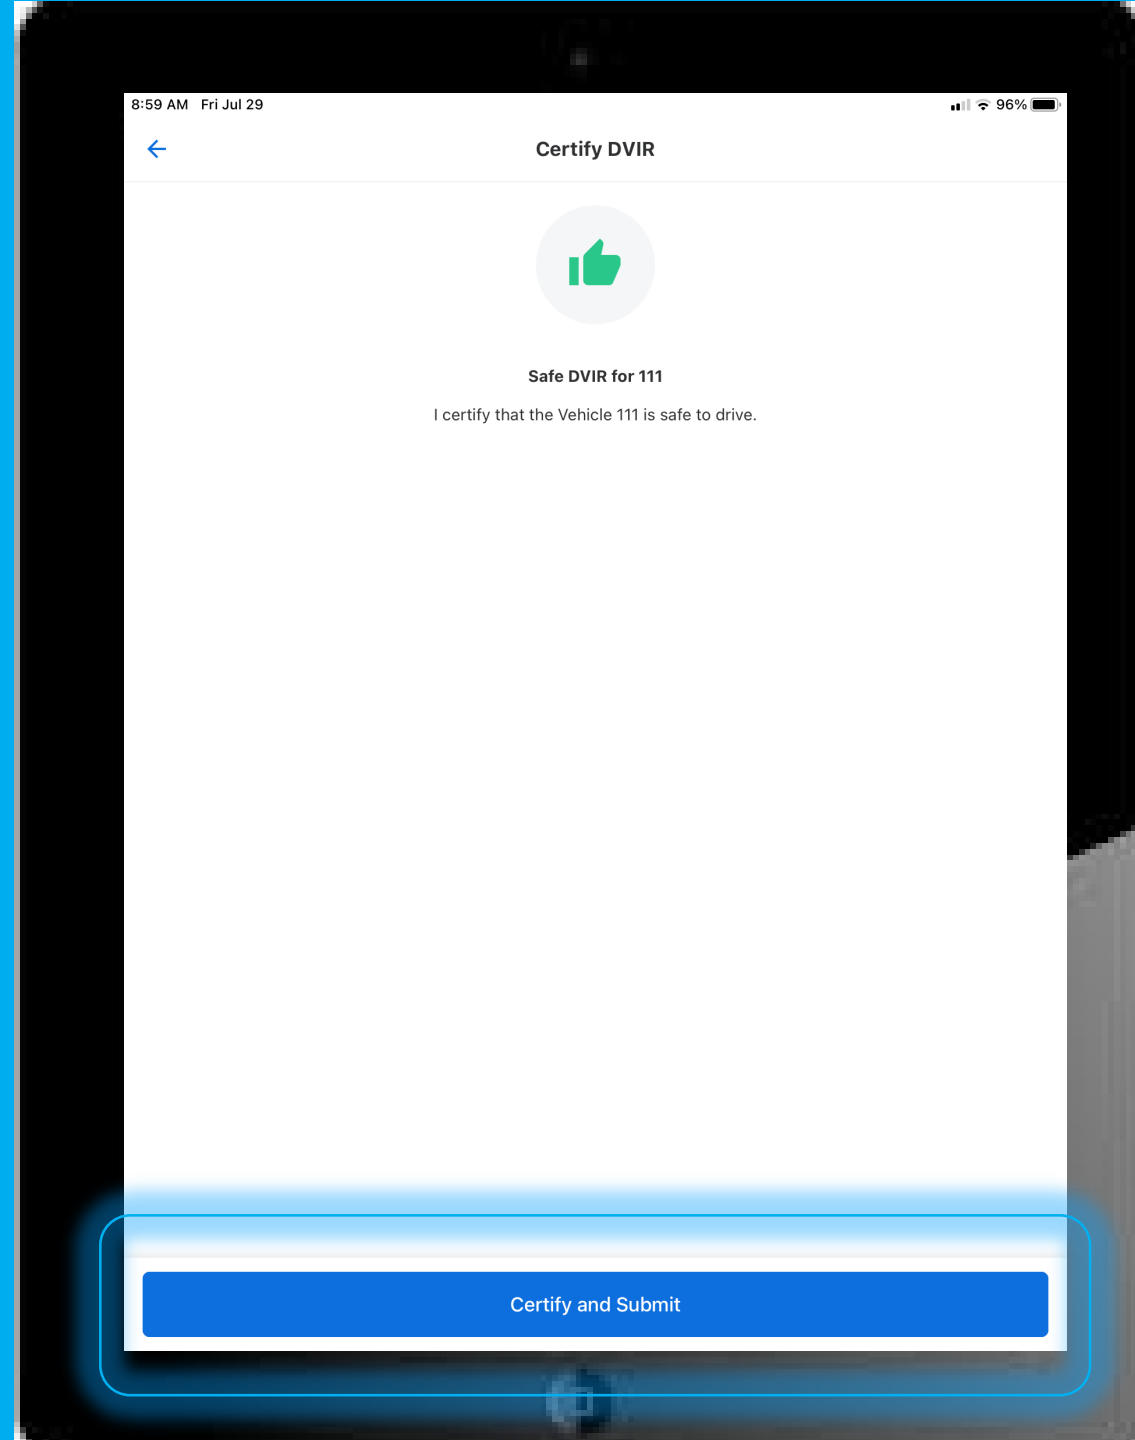 8:59 AM Fri Jul 29 96%
Certify DVIR
Safe DVIR for 111
I certify that the Vehicle 111 is safe to drive.
Certify and Submit